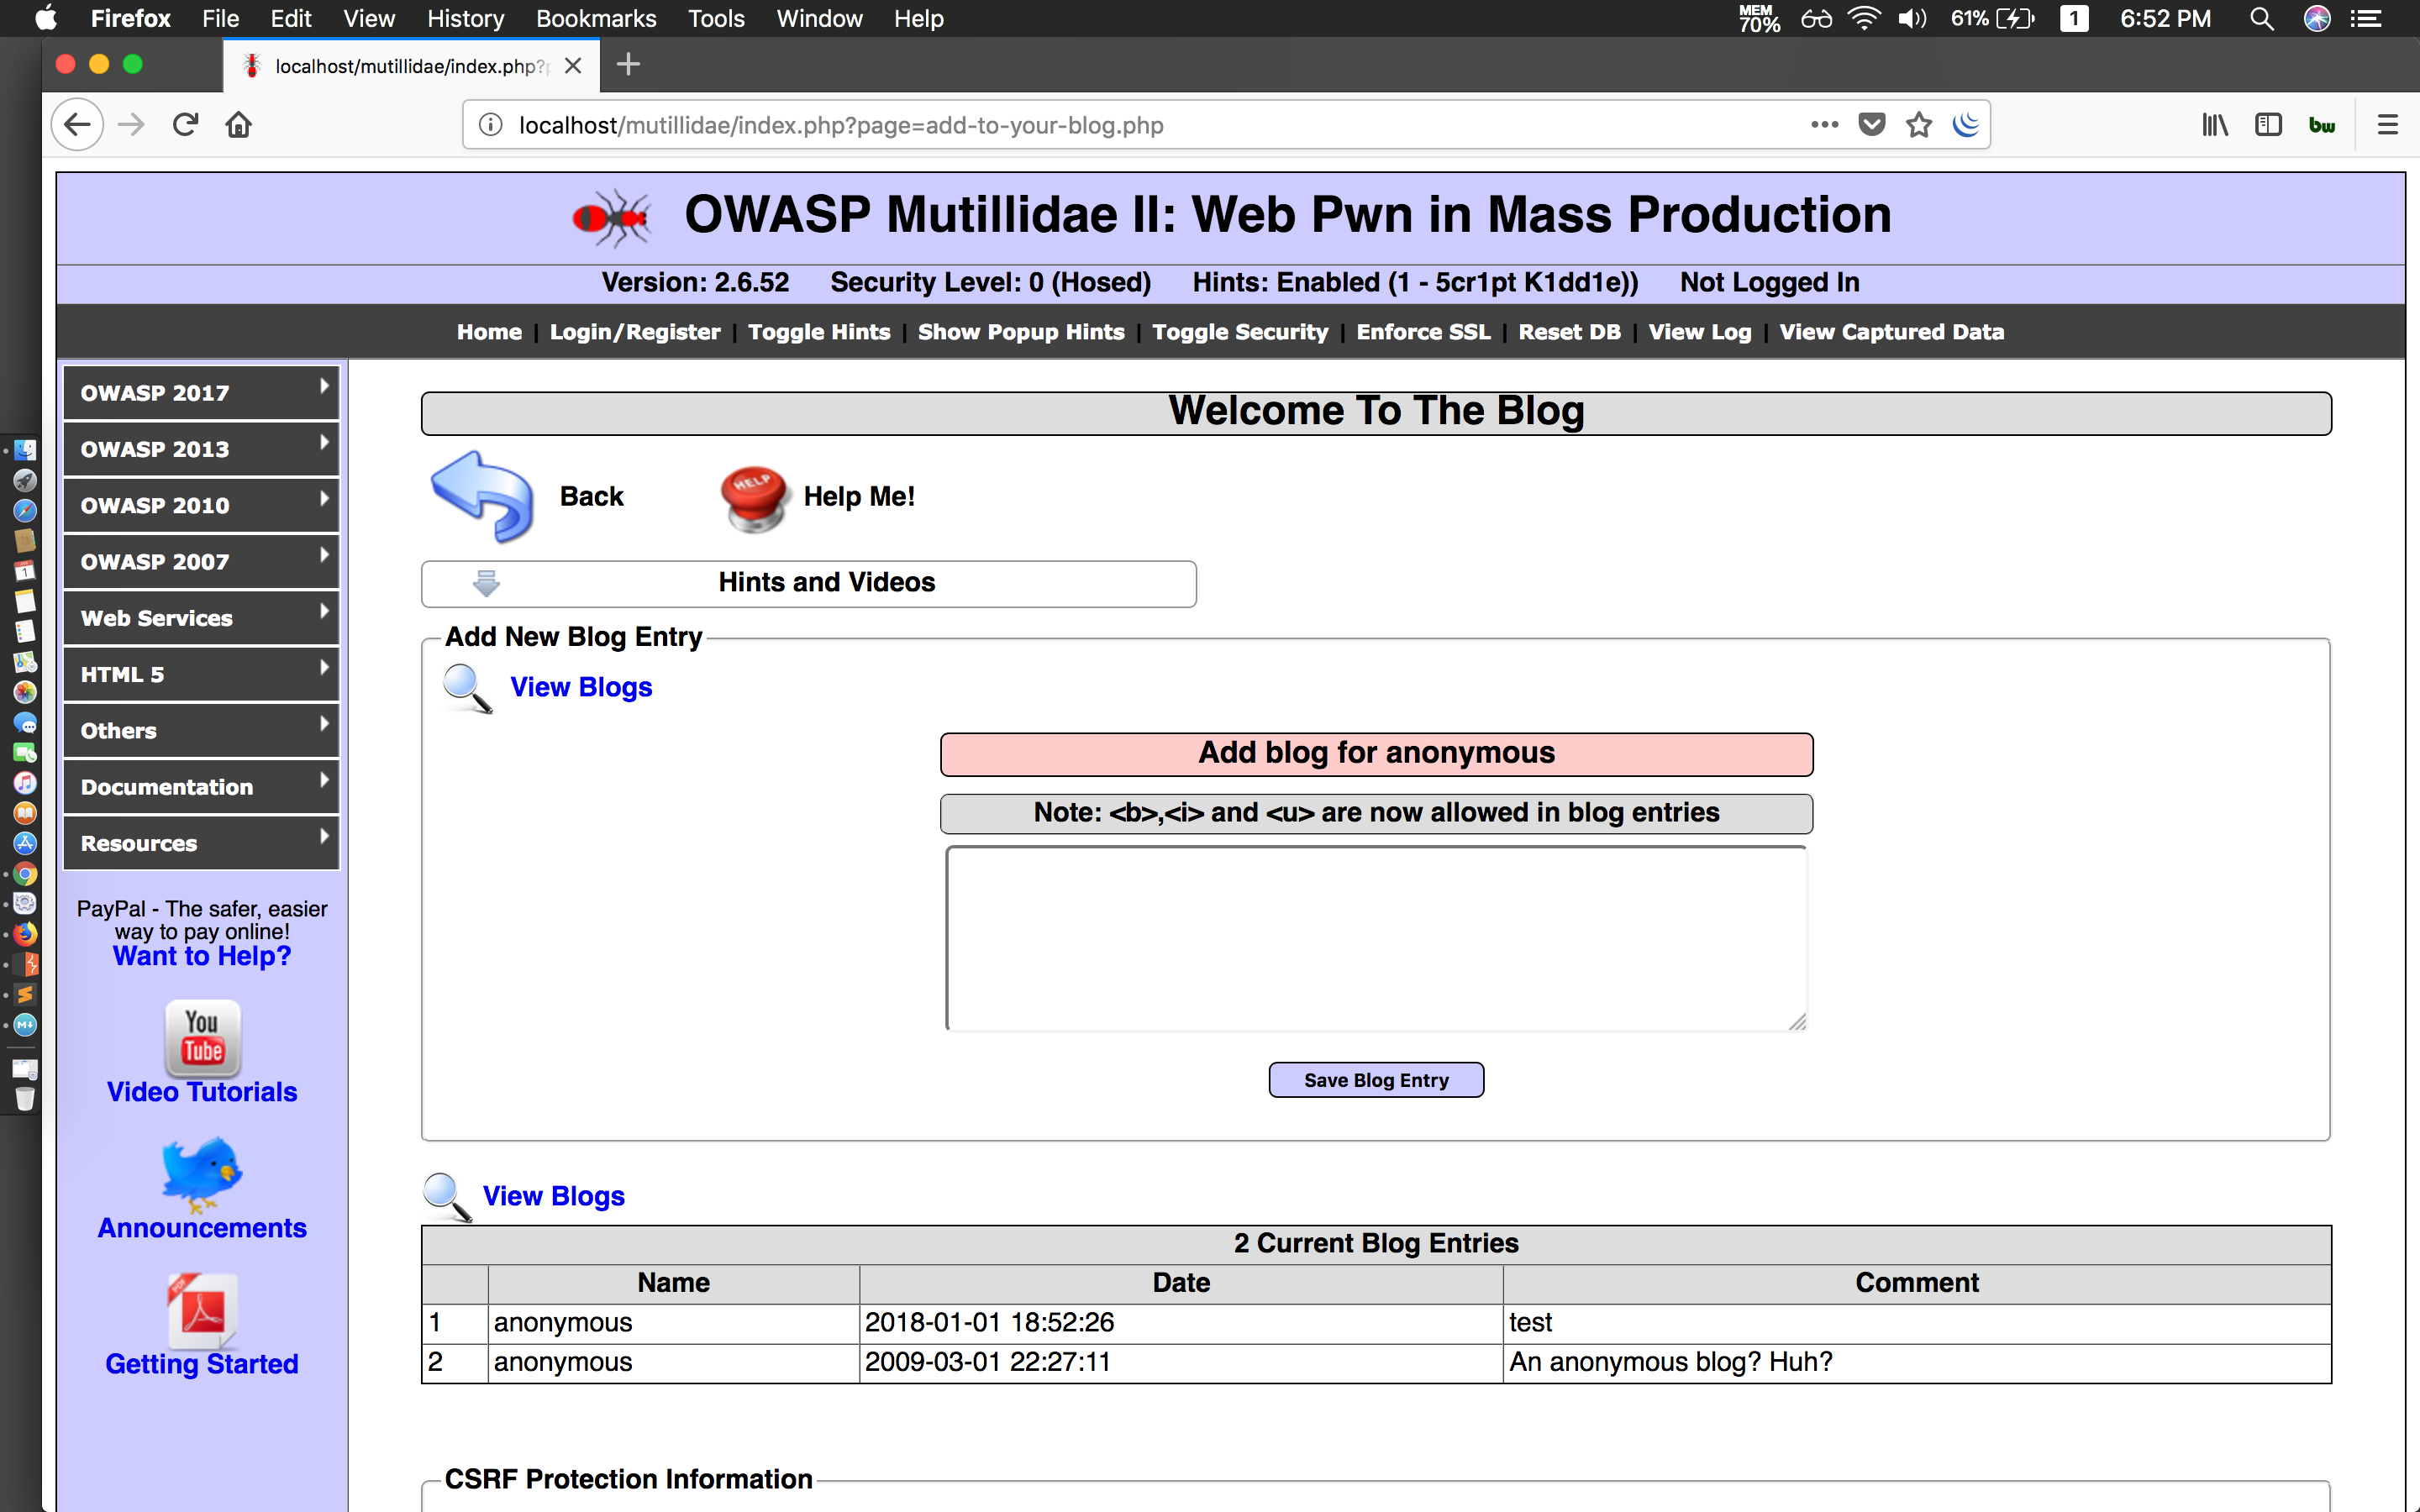 Firefox File Edit View History Bookmarks Tools Window Help MEM 70% 61% 1 6:52 PM
localhost/mutillidae/index.php?p
localhost/mutillidae/index.php?page=add-to-your-blog.php
OWASP Mutillidae II: Web Pwn in Mass Production
Version: 2.6.52 Security Level: 0 (Hosed) Hints: Enabled (1 - 5cr1pt K1dd1e)) Not Logged In
Home | Login/Register | Toggle Hints | Show Popup Hints | Toggle Security | Enforce SSL | Reset DB | View Log | View Captured Data
OWASP 2017
OWASP 2013
OWASP 2010
OWASP 2007
Web Services
HTML 5
Others
Documentation
Resources
PayPal - The safer, easier
way to pay online!
Want to Help?
You
Tube
Video Tutorials
Announcements
PDF
Getting Started
Welcome To The Blog
Back
HELP
Help Me!
Hints and Videos
Add New Blog Entry
View Blogs
Add blog for anonymous
Note: <b>,<i> and <u> are now allowed in blog entries
Save Blog Entry
View Blogs
2 Current Blog Entries
Name Date Comment
1 anonymous 2018-01-01 18:52:26 test
2 anonymous 2009-03-01 22:27:11 An anonymous blog? Huh?
CSRF Protection Information